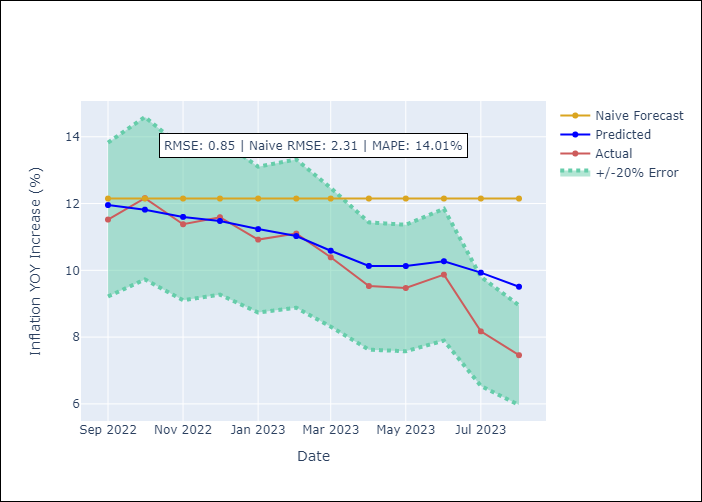 RMSE: 0.85 | Naive RMSE: 2.31 | MAPE: 14.01%
Naive Forecast
Predicted
Actual
+/-20% Error
Inflation YOY Increase (%)
14
12
10
8
6
Sep 2022
Nov 2022
Jan 2023
Mar 2023
May 2023
Jul 2023
Date